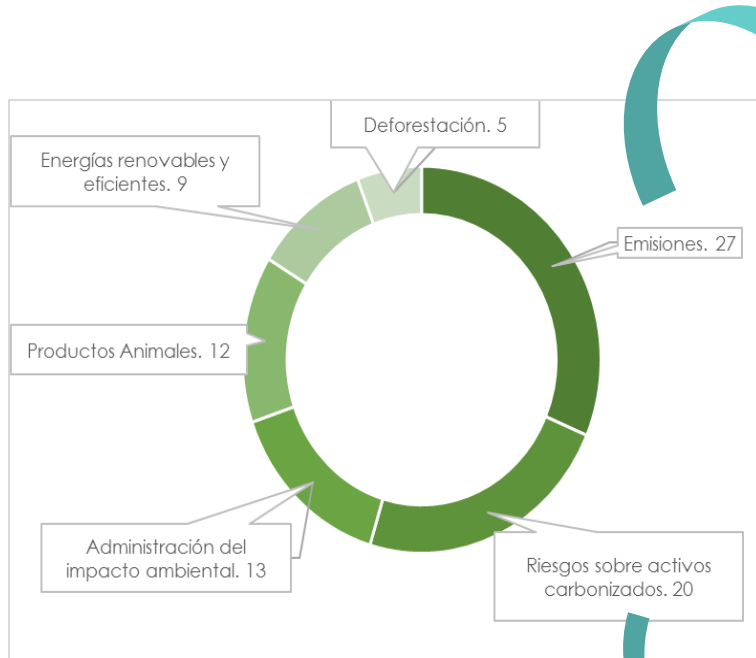 Deforestación. 5
Energías renovables y
eficientes. 9
Emisiones. 27
Productos Animales. 12
Administración del
impacto ambiental. 13
Riesgos sobre activos
carbonizados. 20